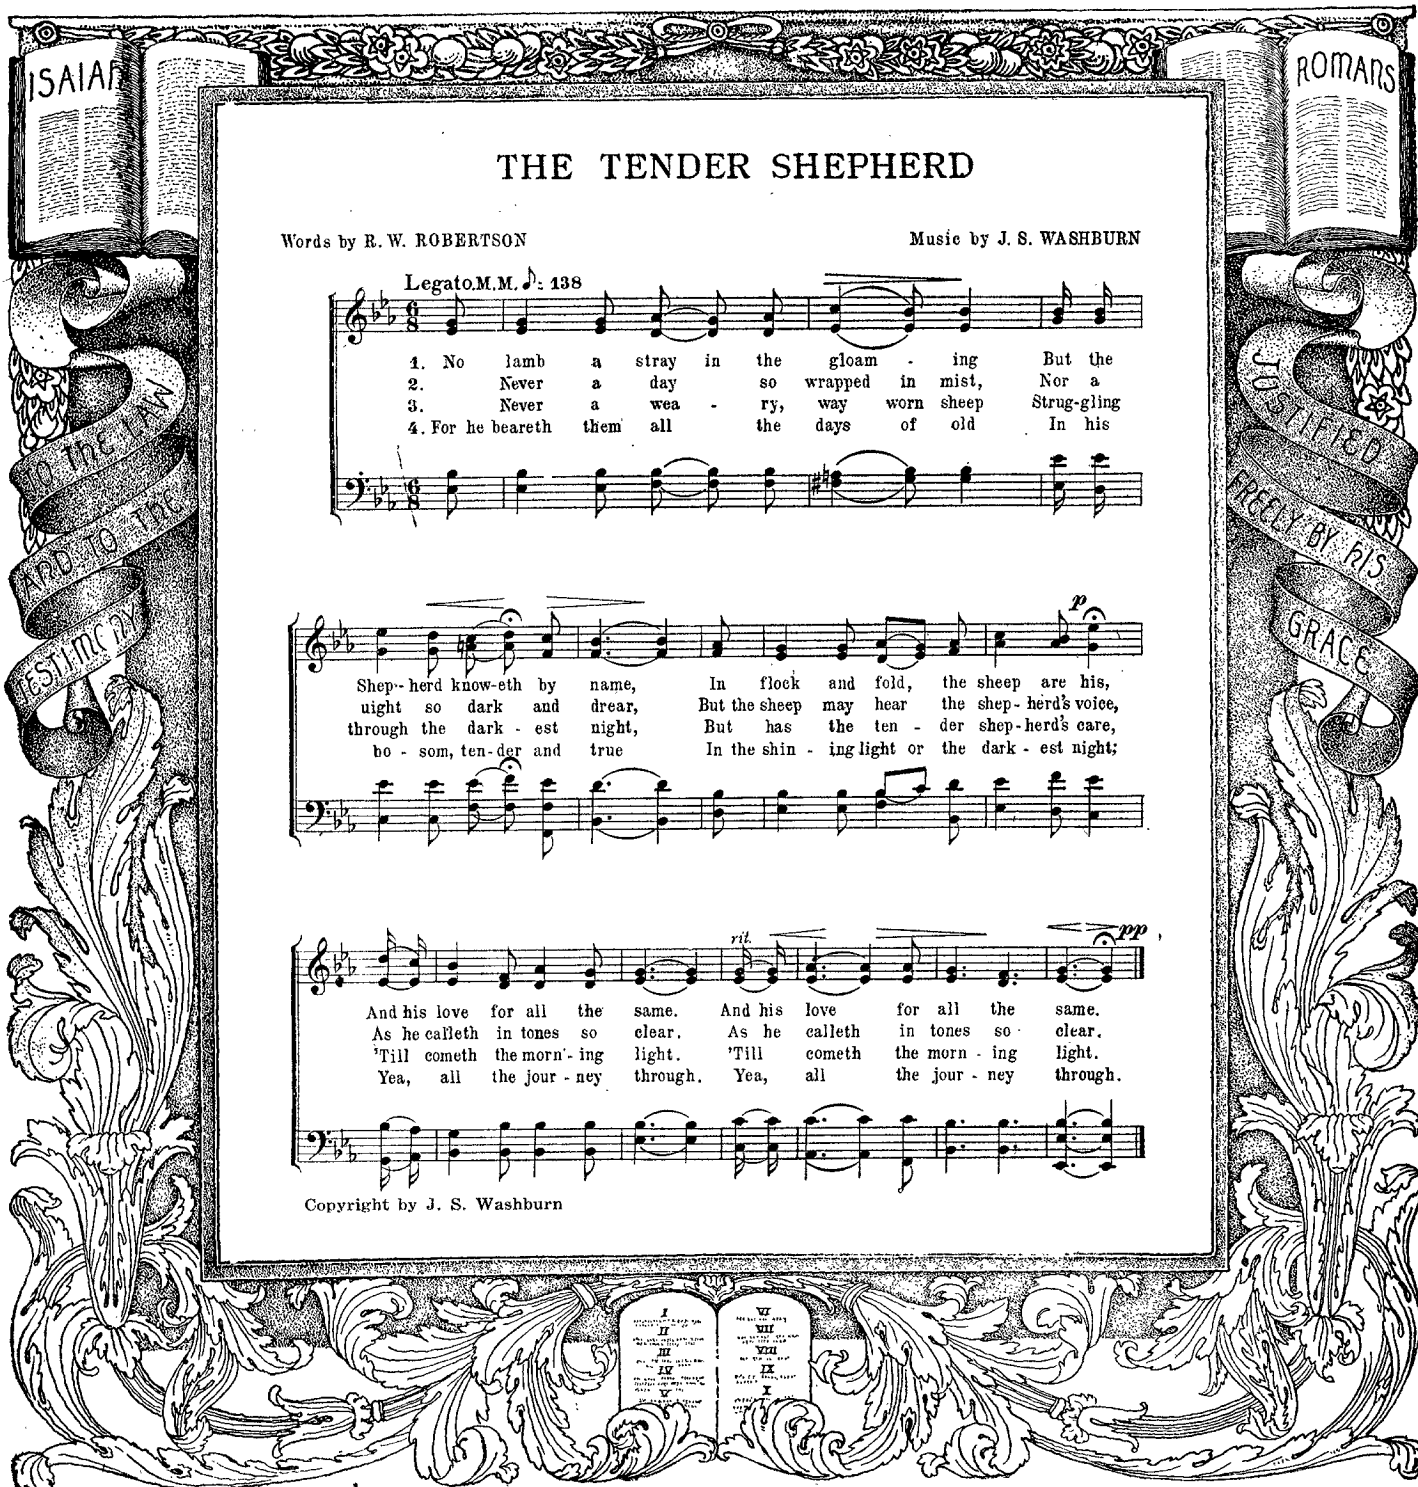 ISAIAH
ROMANS
THE TENDER SHEPHERD
Words by R. W. ROBERTSON
Music by J. S. WASHBURN
Legato. M.M. ♪ = 138
1. No lamb a stray in the gloam - ing But the
2. Never a day so wrapped in mist, Nor a
3. Never a wea - ry, way worn sheep Strug-gling
4. For he beareth them all the days of old In his
TO THE LAW
AND TO THE
TESTIMONY
JUSTIFIED
FREELY BY HIS
GRACE
p
Shep-herd know-eth by name, In flock and fold, the sheep are his,
night so dark and drear, But the sheep may hear the shep-herd's voice,
through the dark - est night, But has the ten - der shep-herd's care,
bo - som, ten-der and true In the shin - ing light or the dark - est night;
rit.
pp
And his love for all the same. And his love for all the same.
As he calleth in tones so clear. As he calleth in tones so clear.
'Till cometh the morn - ing light. 'Till cometh the morn - ing light.
Yea, all the jour - ney through. Yea, all the jour - ney through.
Copyright by J. S. Washburn
I
II
III
IV
V
VI
VII
VIII
IX
X